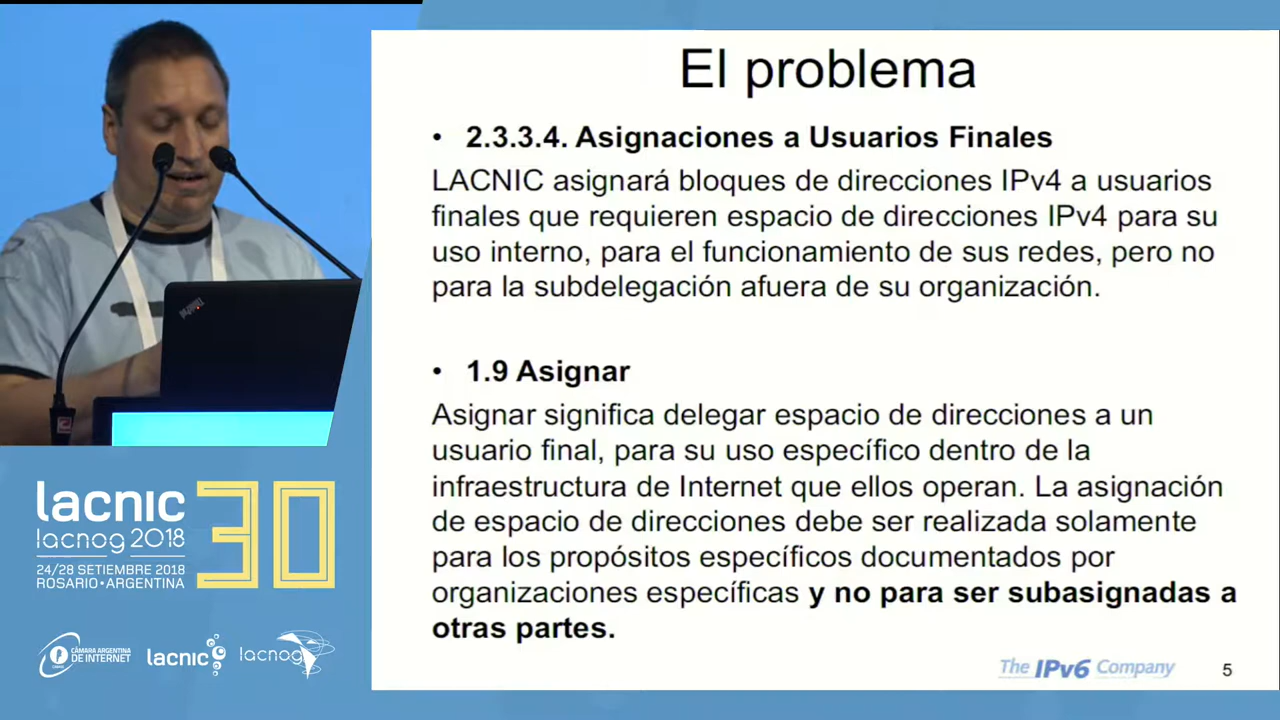 El problema
• 2.3.3.4. Asignaciones a Usuarios Finales
LACNIC asignará bloques de direcciones IPv4 a usuarios
finales que requieren espacio de direcciones IPv4 para su
uso interno, para el funcionamiento de sus redes, pero no
para la subdelegación afuera de su organización.
• 1.9 Asignar
Asignar significa delegar espacio de direcciones a un
usuario final, para su uso específico dentro de la
infraestructura de Internet que ellos operan. La asignación
de espacio de direcciones debe ser realizada solamente
para los propósitos específicos documentados por
organizaciones específicas y no para ser subasignadas a
otras partes.
The IPv6 Company
5
ThinkPad
lacnic 30
lacnog 2018
24/28 SETIEMBRE 2018
ROSARIO • ARGENTINA
CÁMARA ARGENTINA
DE INTERNET
lacnic
lacnog